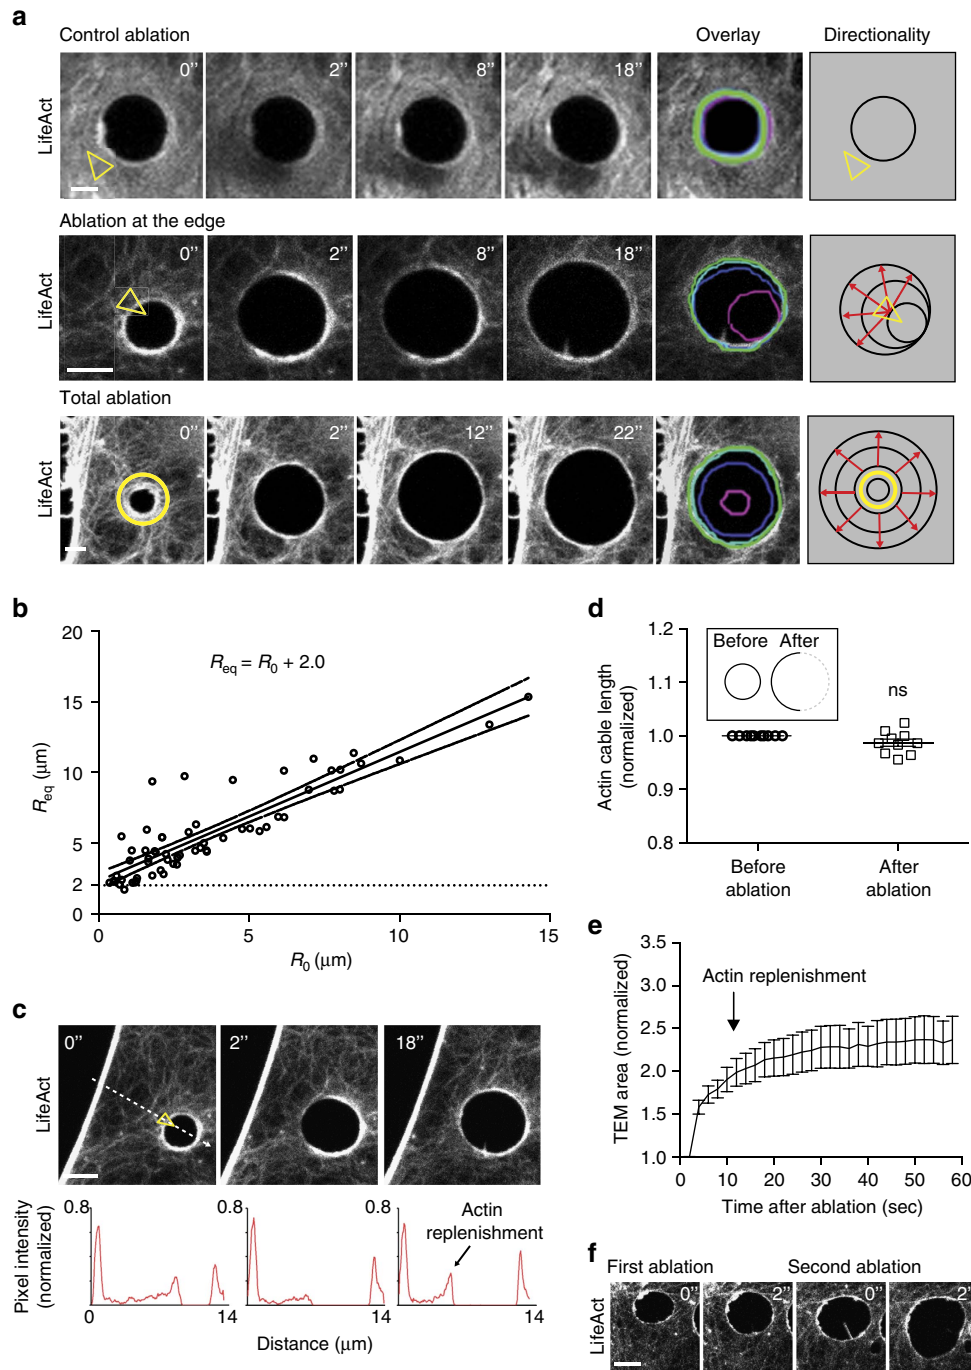 a
Control ablation
Overlay
Directionality
LifeAct
0’’
2’’
8’’
18’’
Ablation at the edge
LifeAct
0’’
2’’
8’’
18’’
Total ablation
LifeAct
0’’
2’’
12’’
22’’
b
20
15
10
5
2
0
R_eq (μm)
R_eq = R_0 + 2.0
0
5
10
15
R_0 (μm)
d
1.2
1.1
1.0
0.9
0.8
Actin cable length
(normalized)
Before
After
ns
Before
ablation
After
ablation
e
3.5
3.0
2.5
2.0
1.5
1.0
TEM area (normalized)
Actin replenishment
0
10
20
30
40
50
60
Time after ablation (sec)
c
LifeAct
0’’
2’’
18’’
0.8
0.8
0.8
Pixel intensity
(normalized)
Actin
replenishment
0
14
14
14
Distance (μm)
f
First ablation
Second ablation
LifeAct
0’’
2’’
0’’
2’’